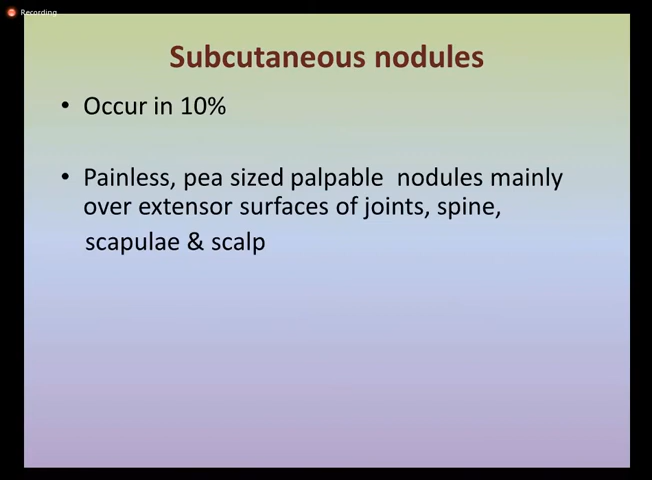 Recording
Subcutaneous nodules
• Occur in 10%
• Painless, pea sized palpable nodules mainly
over extensor surfaces of joints, spine,
scapulae & scalp